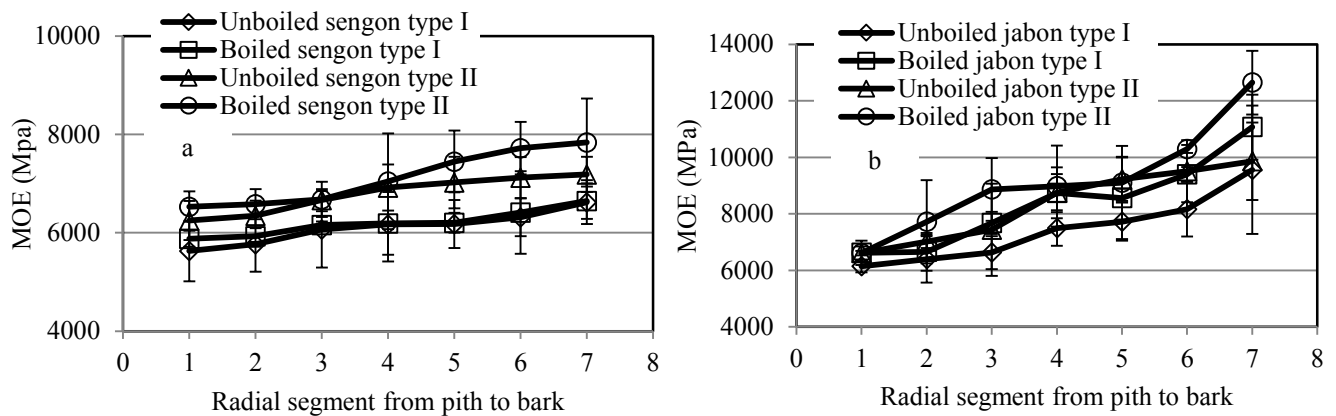 Unboiled sengon type I
Boiled sengon type I
Unboiled sengon type II
Boiled sengon type II
a
10000
8000
6000
4000
MOE (Mpa)
0 1 2 3 4 5 6 7 8
Radial segment from pith to bark
Unboiled jabon type I
Boiled jabon type I
Unboiled jabon type II
Boiled jabon type II
b
14000
12000
10000
8000
6000
4000
MOE (MPa)
0 1 2 3 4 5 6 7 8
Radial segment from pith to bark